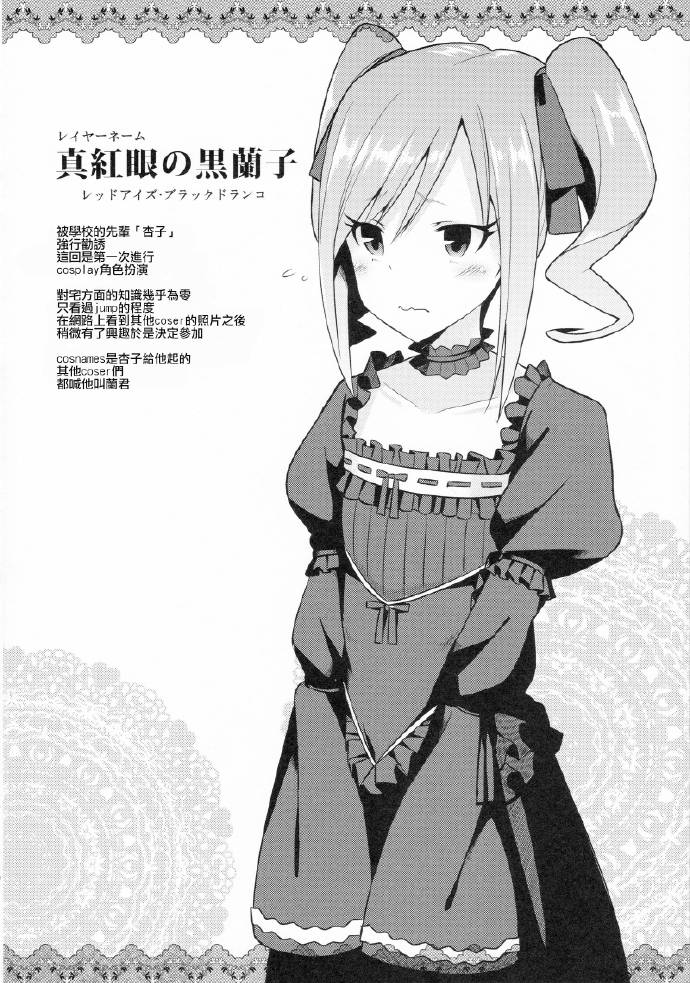 レイヤーネーム
真紅眼の黒蘭子
レッドアイズ・ブラックドランコ
被學校的先輩「杏子」
強行勸誘
這回是第一次進行
cosplay角色扮演
對宅方面的知識幾乎為零
只看過jump的程度
在網路上看到其他coser的照片之後
稍微有了興趣於是決定參加
cosnames是杏子給他起的
其他coser們
都喊他叫蘭君